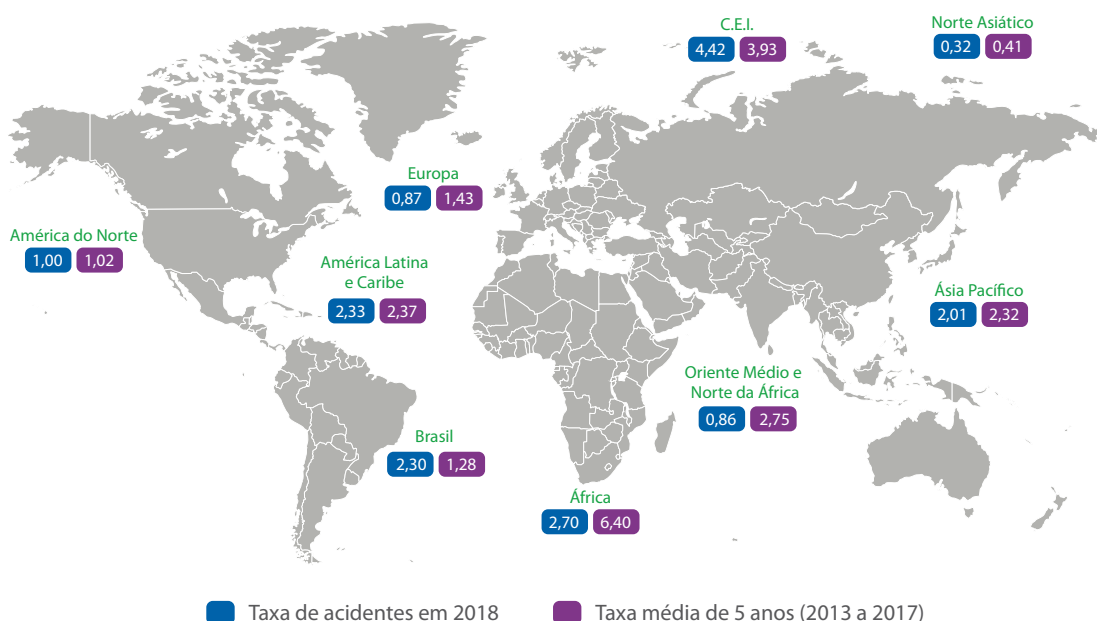 C.E.I.
4,42 3,93
Norte Asiático
0,32 0,41
Europa
0,87 1,43
América do Norte
1,00 1,02
América Latina
e Caribe
2,33 2,37
Ásia Pacífico
2,01 2,32
Oriente Médio e
Norte da África
0,86 2,75
Brasil
2,30 1,28
África
2,70 6,40
Taxa de acidentes em 2018
Taxa média de 5 anos (2013 a 2017)